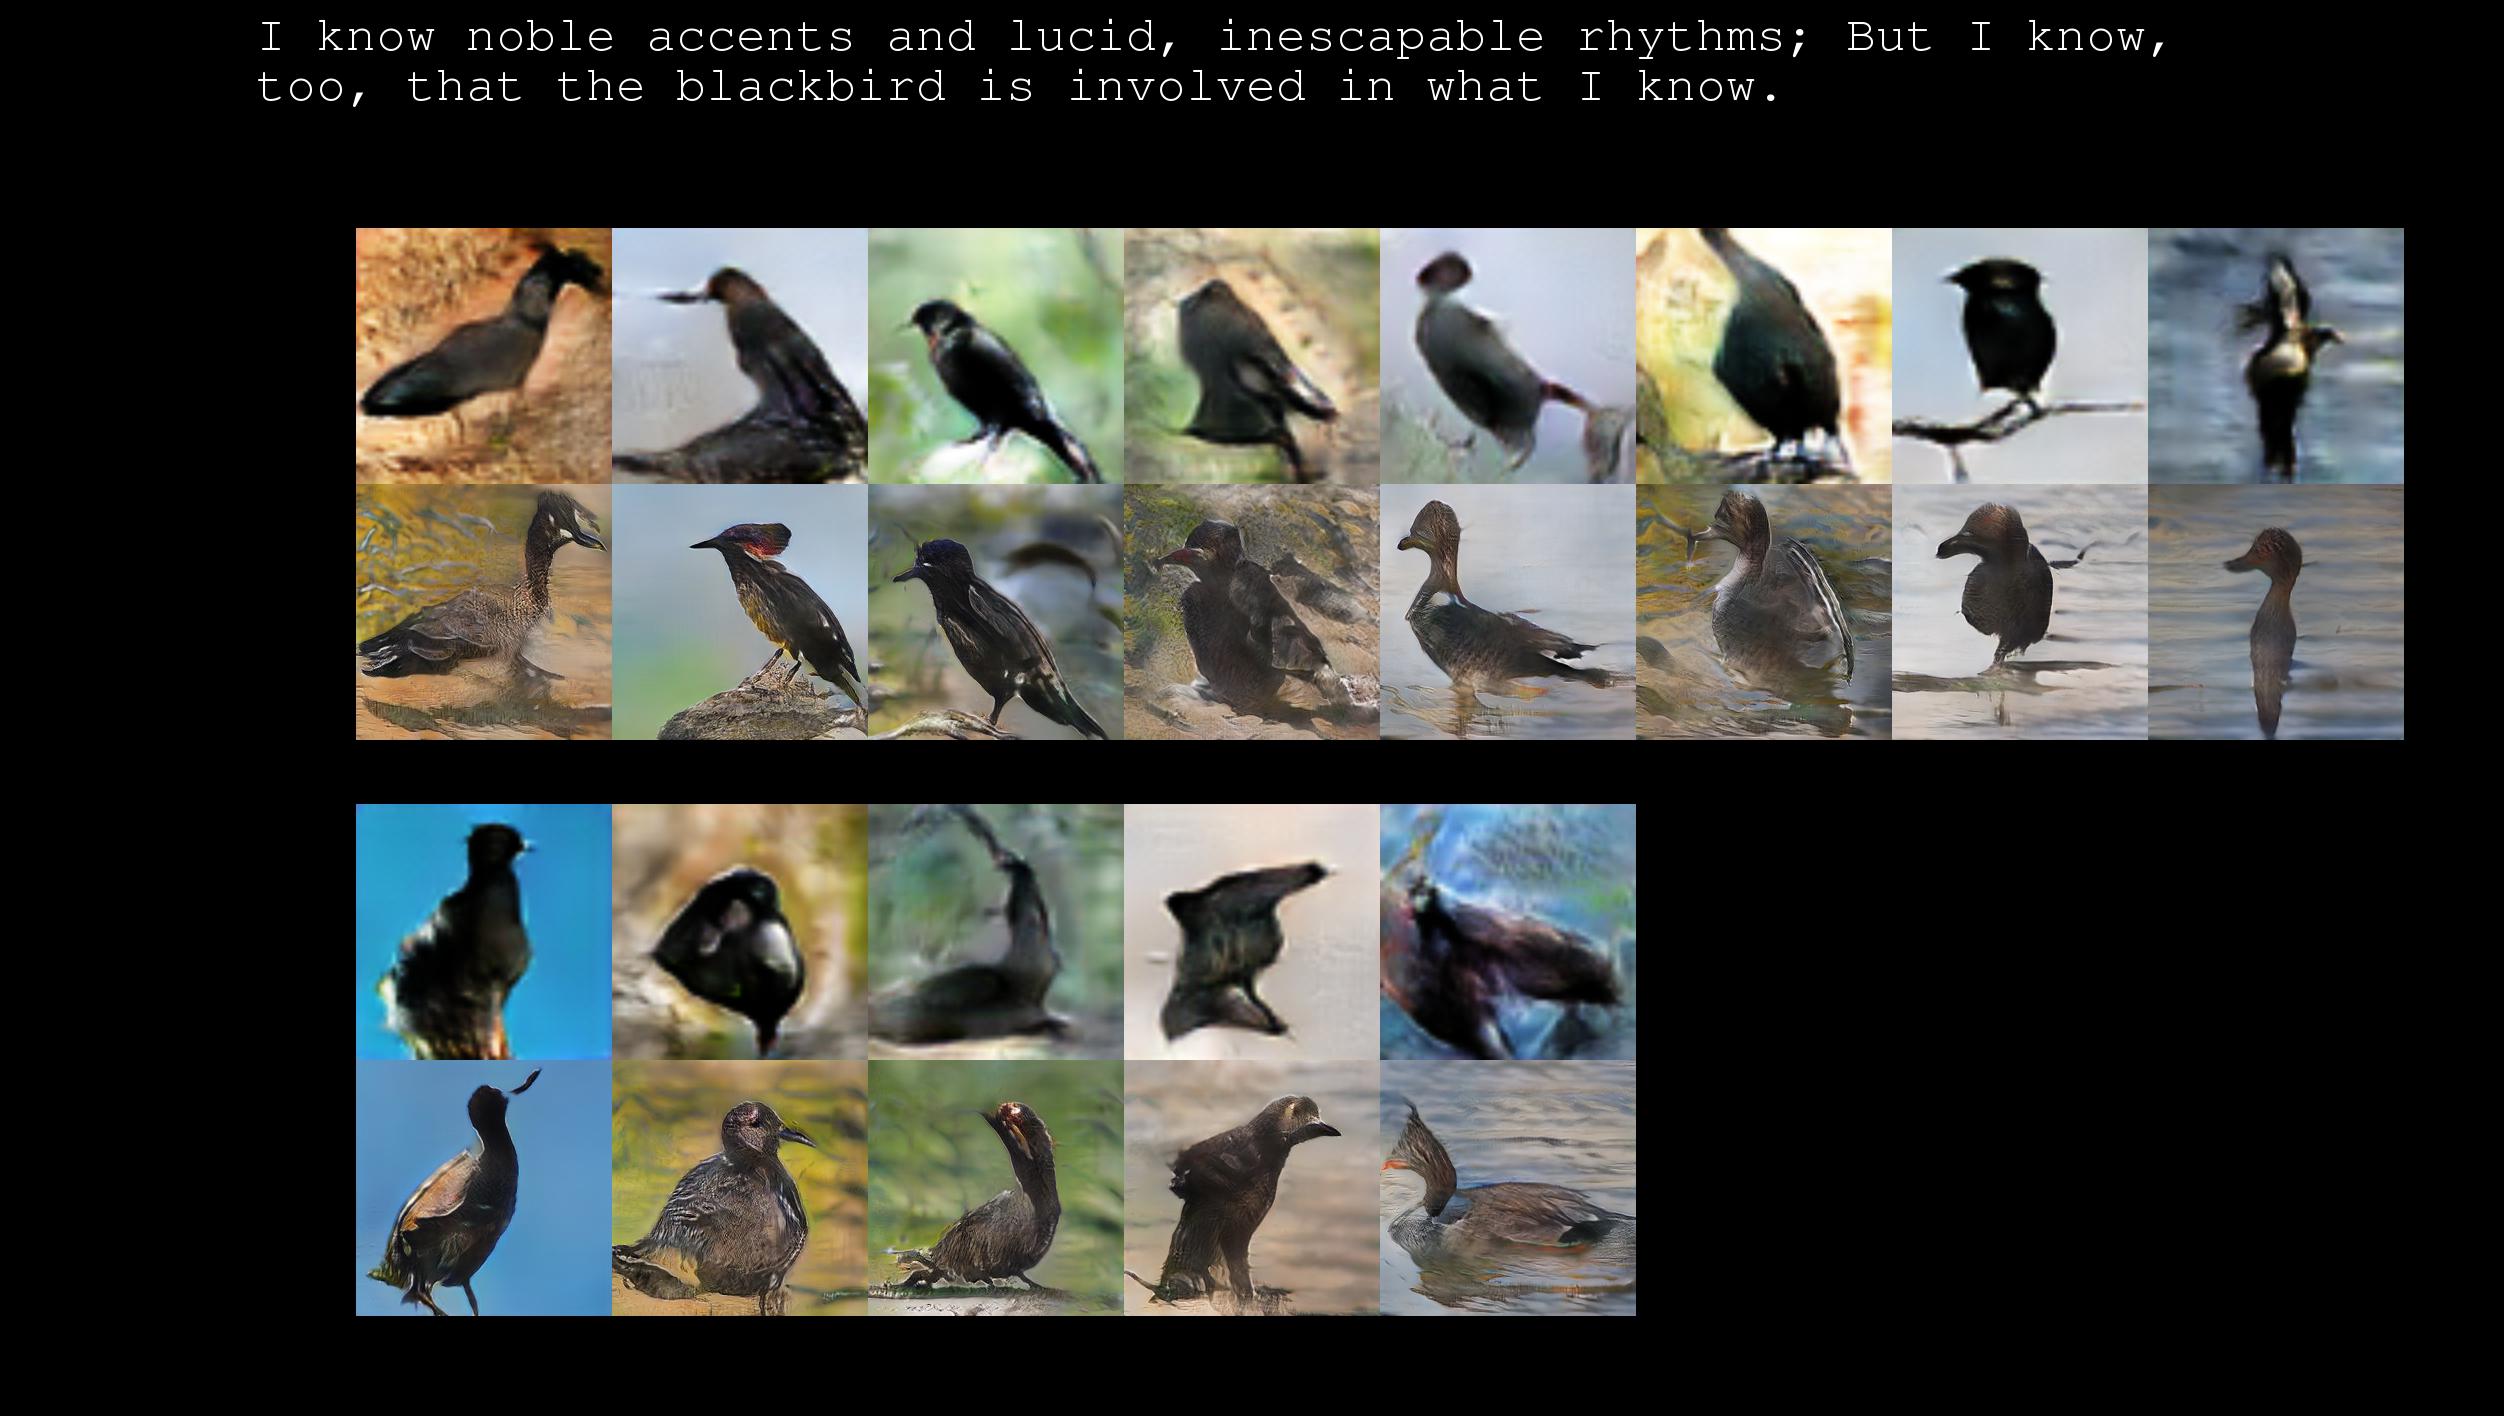 I know noble accents and lucid, inescapable rhythms; But I know,
too, that the blackbird is involved in what I know.